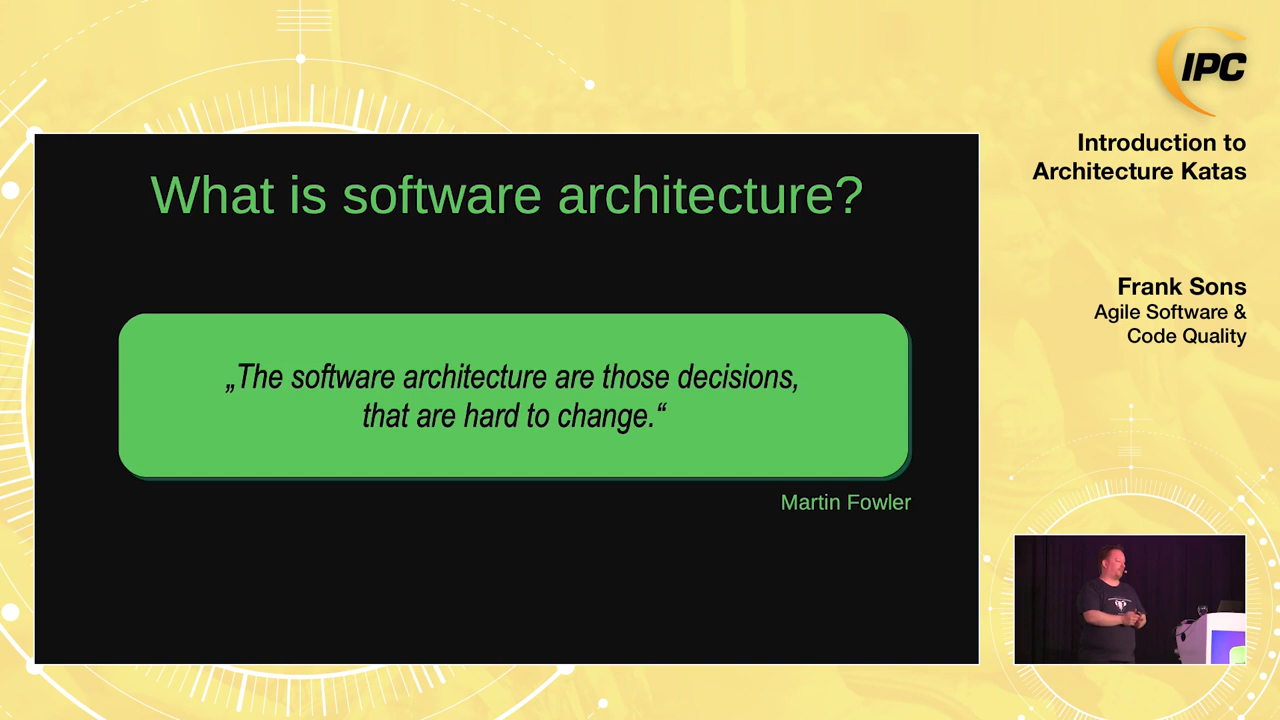 IPC
Introduction to
Architecture Katas
What is software architecture?
„The software architecture are those decisions,
that are hard to change.“
Martin Fowler
Frank Sons
Agile Software &
Code Quality